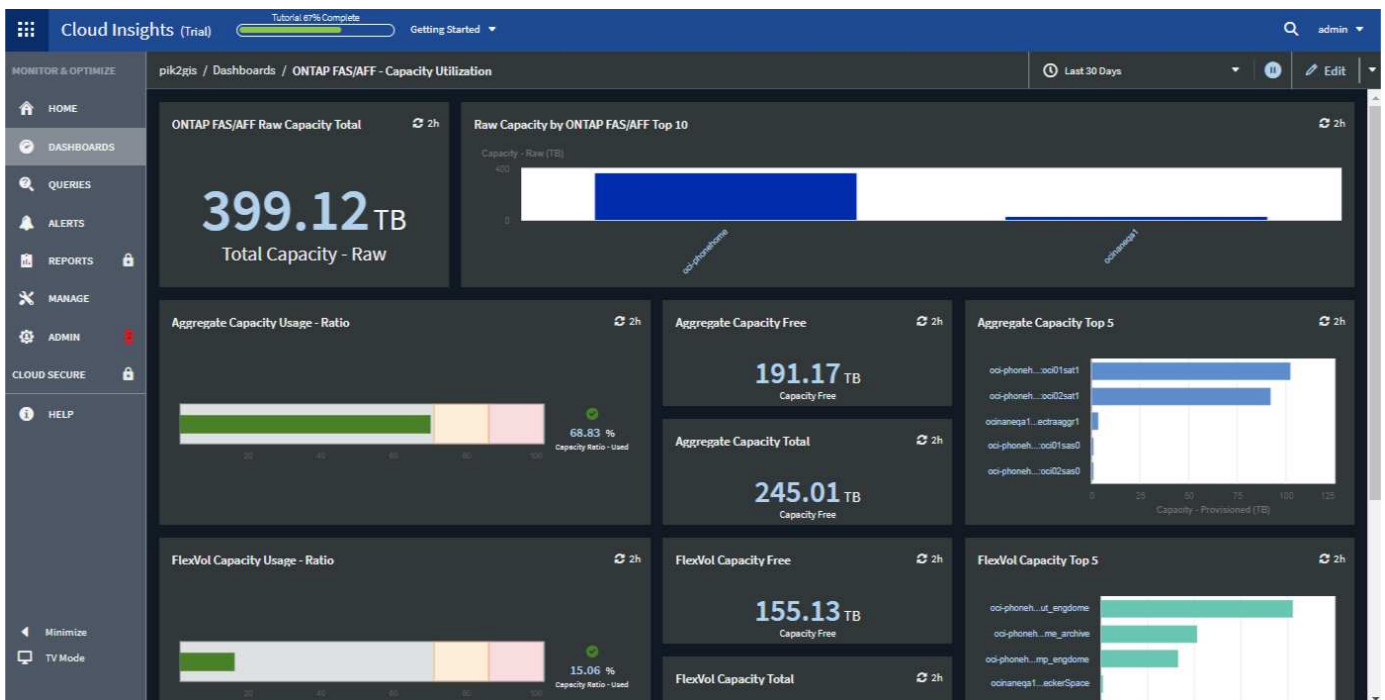 Cloud Insights (Trial)
Tutorial 67% Complete
Getting Started
admin
MONITOR & OPTIMIZE
pik2gis / Dashboards / ONTAP FAS/AFF - Capacity Utilization
Last 30 Days
Edit
HOME
DASHBOARDS
QUERIES
ALERTS
REPORTS
MANAGE
ADMIN
CLOUD SECURE
HELP
Minimize
TV Mode
ONTAP FAS/AFF Raw Capacity Total
2h
399.12 TB
Total Capacity - Raw
Raw Capacity by ONTAP FAS/AFF Top 10
2h
Capacity - Raw (TB)
400
0
oci-phonehome
ocinaneqa1
Aggregate Capacity Usage - Ratio
2h
68.83 %
Capacity Ratio - Used
20 40 60 80 100
Aggregate Capacity Free
2h
191.17 TB
Capacity Free
Aggregate Capacity Total
2h
245.01 TB
Capacity Free
Aggregate Capacity Top 5
2h
oci-phoneh...:oci01sat1
oci-phoneh...:oci02sat1
ocinaneqa1...ectraaggr1
oci-phoneh...:oci01sas0
oci-phoneh...:oci02sas0
0 25 50 75 100 125
Capacity - Provisioned (TB)
FlexVol Capacity Usage - Ratio
2h
15.06 %
Capacity Ratio - Used
20 40 60 80 100
FlexVol Capacity Free
2h
155.13 TB
Capacity Free
FlexVol Capacity Total
2h
FlexVol Capacity Top 5
2h
oci-phoneh...ut_engdome
oci-phoneh...me_archive
oci-phoneh...mp_engdome
ocinaneqa1...eckerSpace